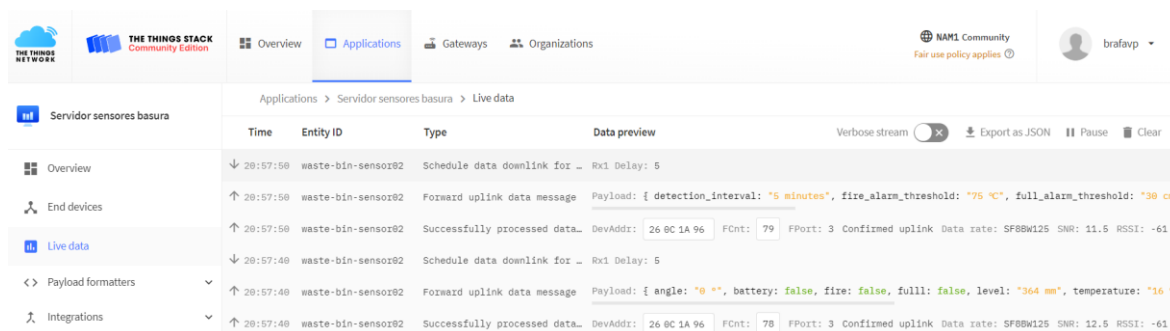 THE THINGS
NETWORK
THE THINGS STACK
Community Edition
Overview
Applications
Gateways
Organizations
NAM1 Community
Fair use policy applies
brafavp
Servidor sensores basura
Applications > Servidor sensores basura > Live data
Time Entity ID Type Data preview Verbose stream Export as JSON Pause Clear
Overview
End devices
Live data
Payload formatters
Integrations
↓ 20:57:50 waste-bin-sensor02 Schedule data downlink for … Rx1 Delay: 5
↑ 20:57:50 waste-bin-sensor02 Forward uplink data message Payload: { detection_interval: "5 minutes", fire_alarm_threshold: "75 ℃", full_alarm_threshold: "30 c
↑ 20:57:50 waste-bin-sensor02 Successfully processed data… DevAddr: 26 0C 1A 96 FCnt: 79 FPort: 3 Confirmed uplink Data rate: SF8BW125 SNR: 11.5 RSSI: -61
↓ 20:57:40 waste-bin-sensor02 Schedule data downlink for … Rx1 Delay: 5
↑ 20:57:40 waste-bin-sensor02 Forward uplink data message Payload: { angle: "0 °", battery: false, fire: false, fulll: false, level: "364 mm", temperature: "16
↑ 20:57:40 waste-bin-sensor02 Successfully processed data… DevAddr: 26 0C 1A 96 FCnt: 78 FPort: 3 Confirmed uplink Data rate: SF8BW125 SNR: 12.5 RSSI: -61